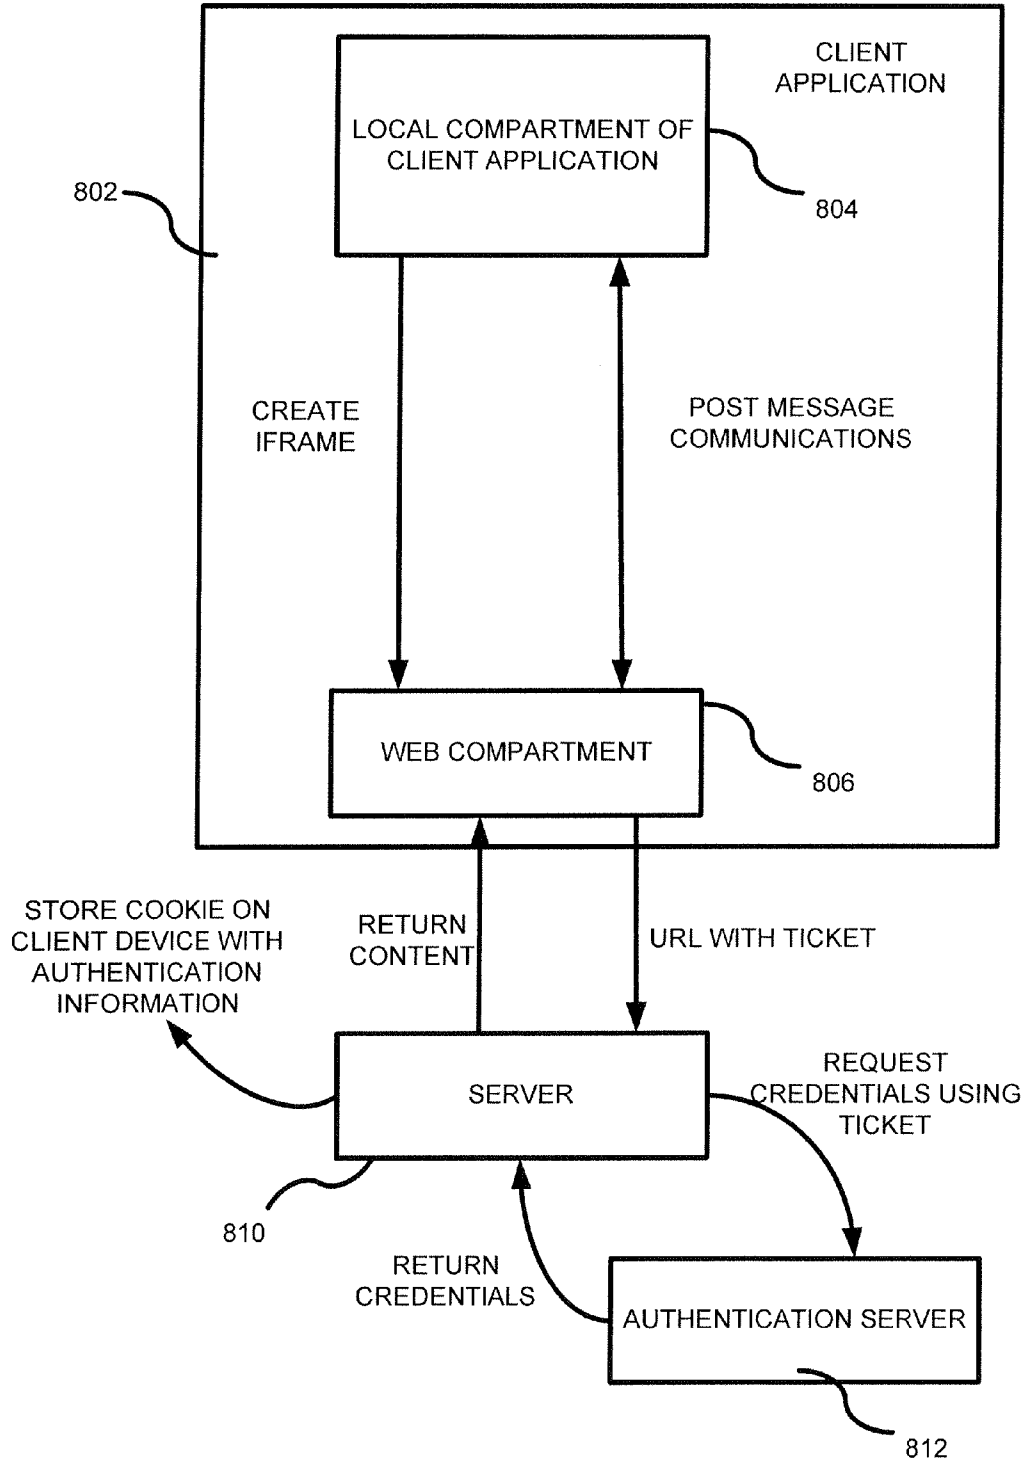 CLIENT
APPLICATION
LOCAL COMPARTMENT OF
CLIENT APPLICATION
802
804
CREATE
IFRAME
POST MESSAGE
COMMUNICATIONS
WEB COMPARTMENT
806
STORE COOKIE ON
CLIENT DEVICE WITH
AUTHENTICATION
INFORMATION
RETURN
CONTENT
URL WITH TICKET
SERVER
REQUEST
CREDENTIALS USING
TICKET
810
RETURN
CREDENTIALS
AUTHENTICATION SERVER
812